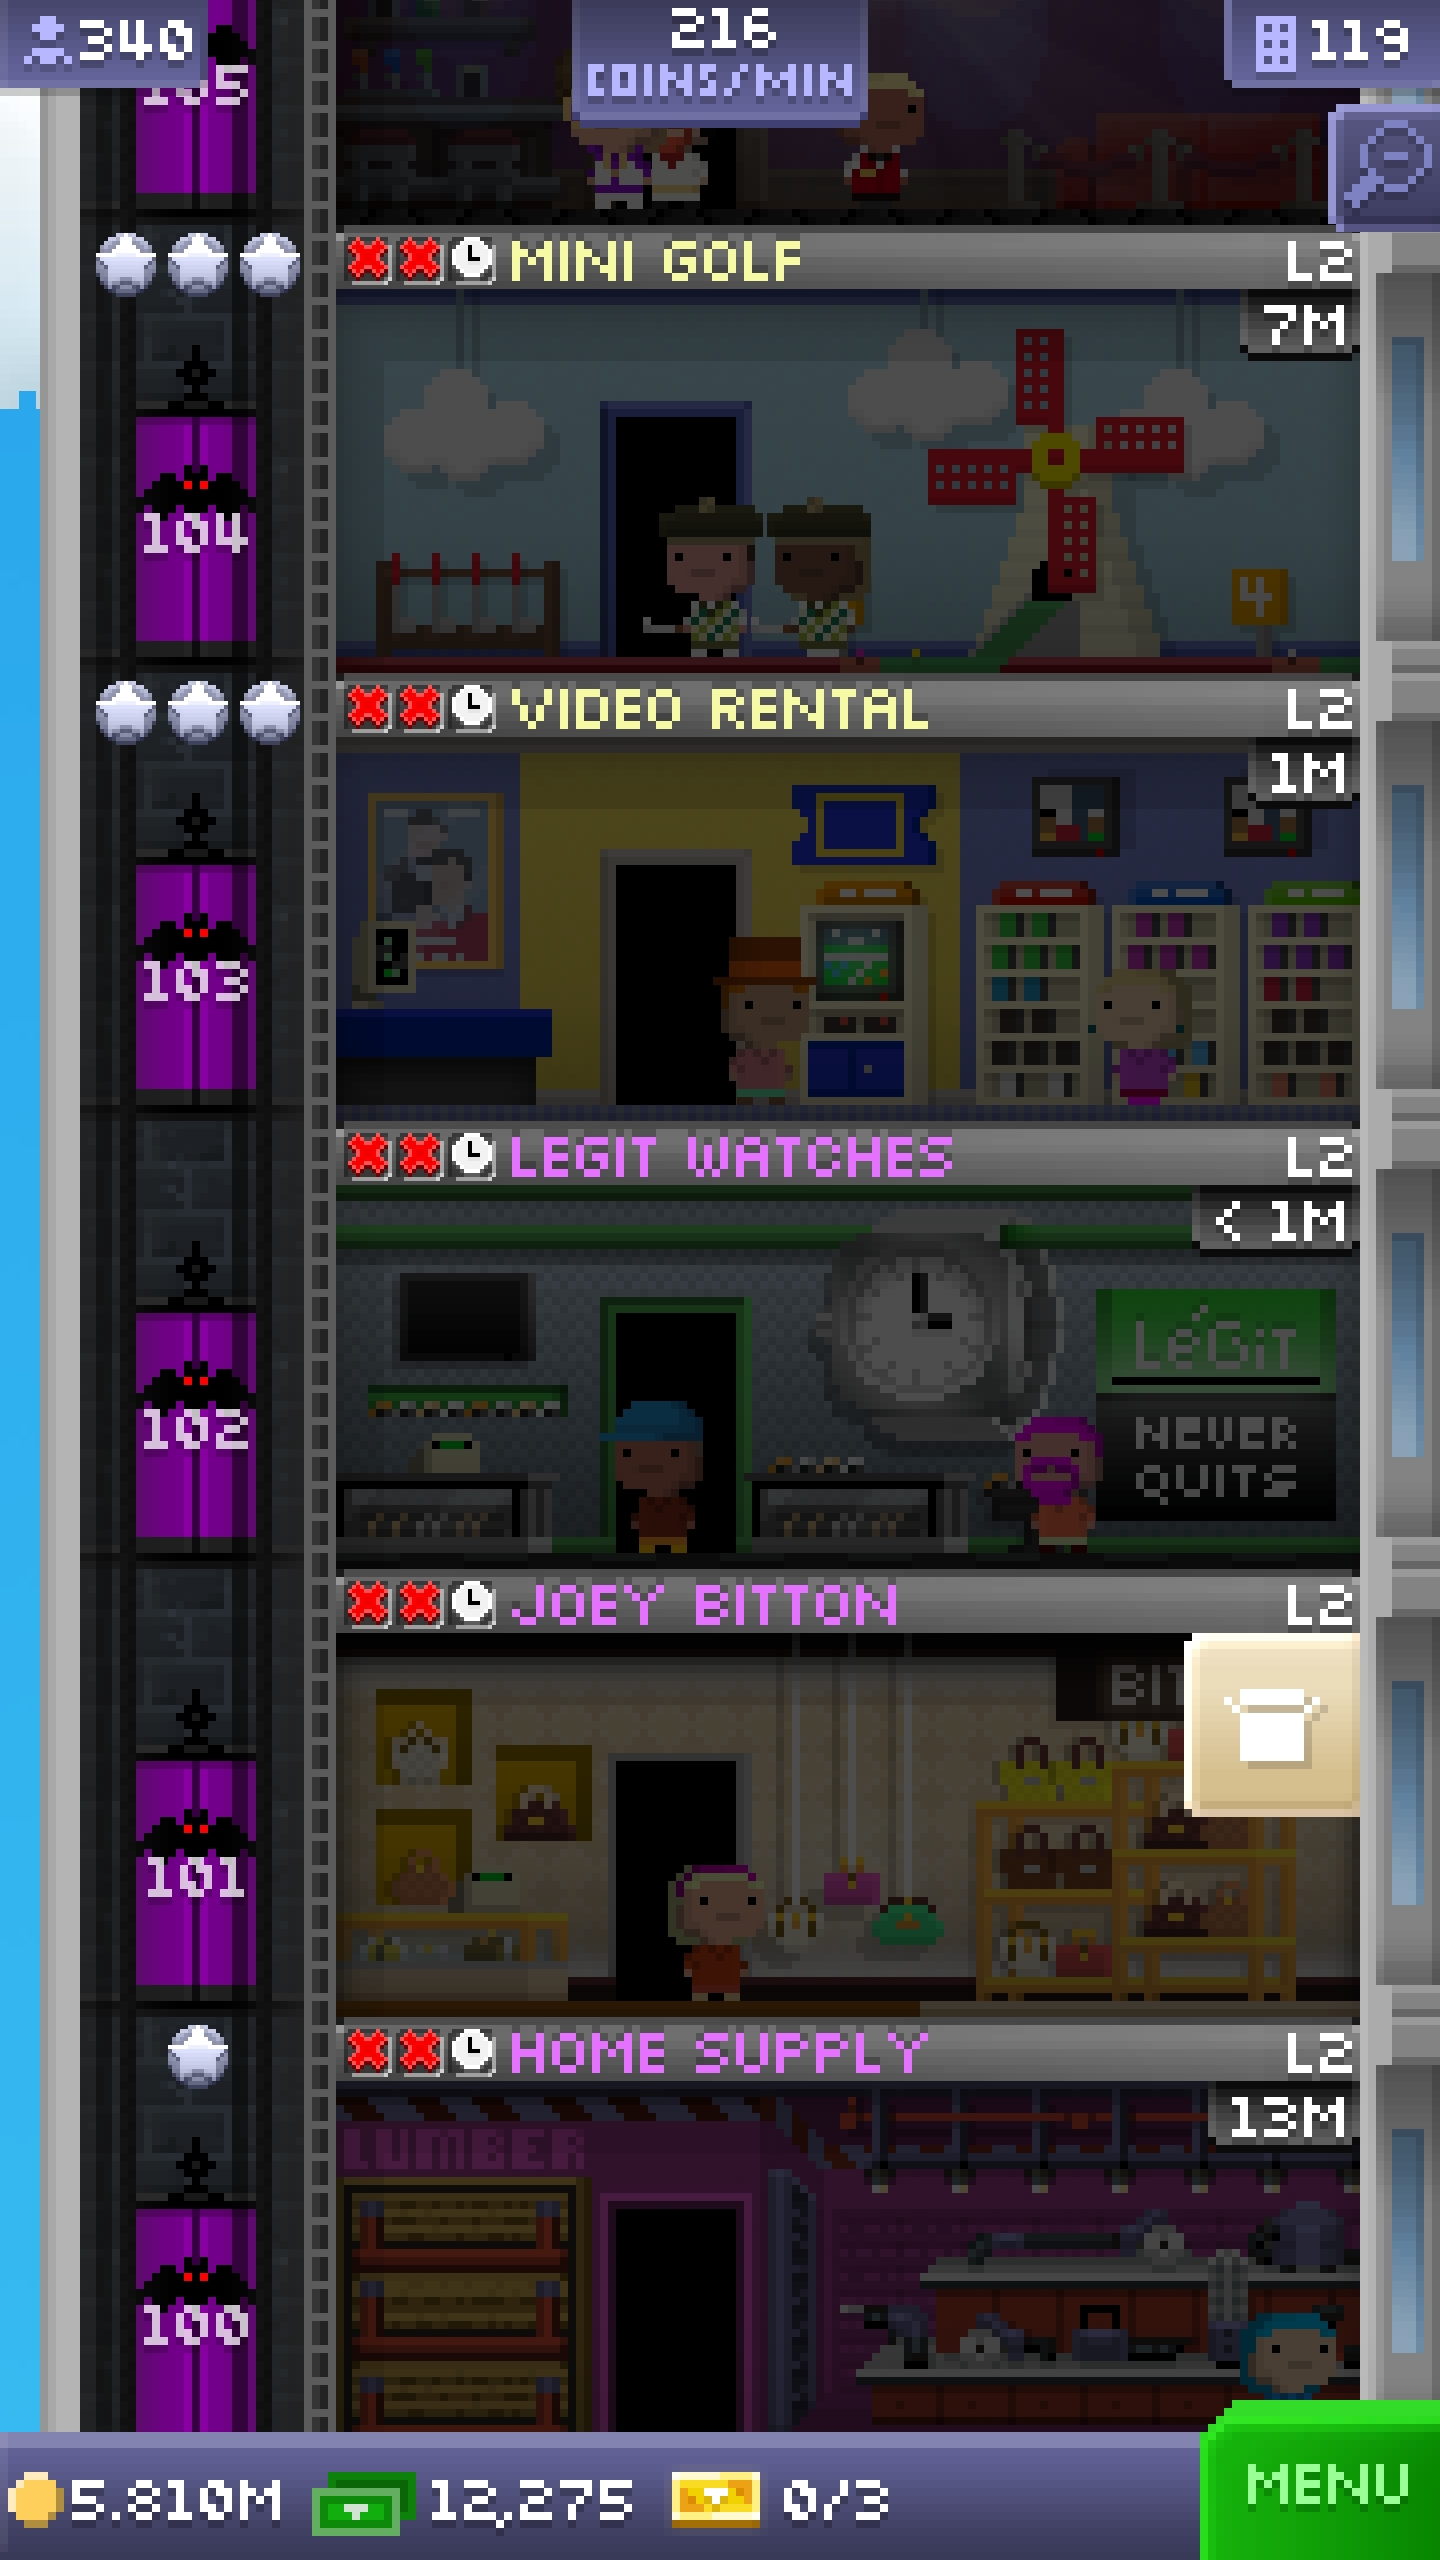 340
216
COINS/MIN
119
105
MINI GOLF L2
7M
104
4
VIDEO RENTAL L2
1M
103
LEGIT WATCHES L2
< 1M
LéGiT
NEVER
QUITS
102
JOEY BITTON L2
BIT
101
HOME SUPPLY L2
13M
LUMBER
100
5.810M 12,275 0/3 MENU